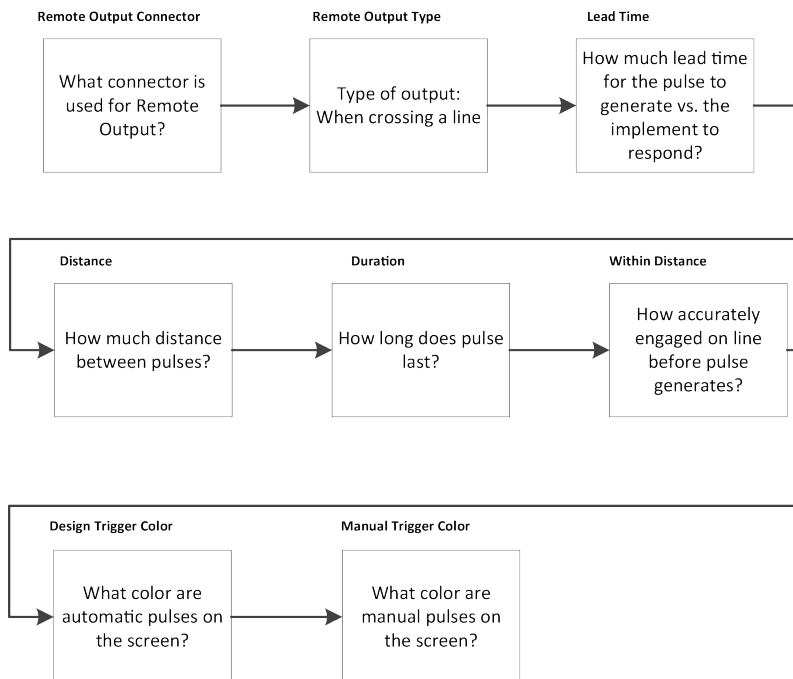 Remote Output Connector
Remote Output Type
Lead Time
What connector is
used for Remote
Output?
Type of output:
When crossing a line
How much lead time
for the pulse to
generate vs. the
implement to
respond?
Distance
Duration
Within Distance
How much distance
between pulses?
How long does pulse
last?
How accurately
engaged on line
before pulse
generates?
Design Trigger Color
Manual Trigger Color
What color are
automatic pulses on
the screen?
What color are
manual pulses on
the screen?